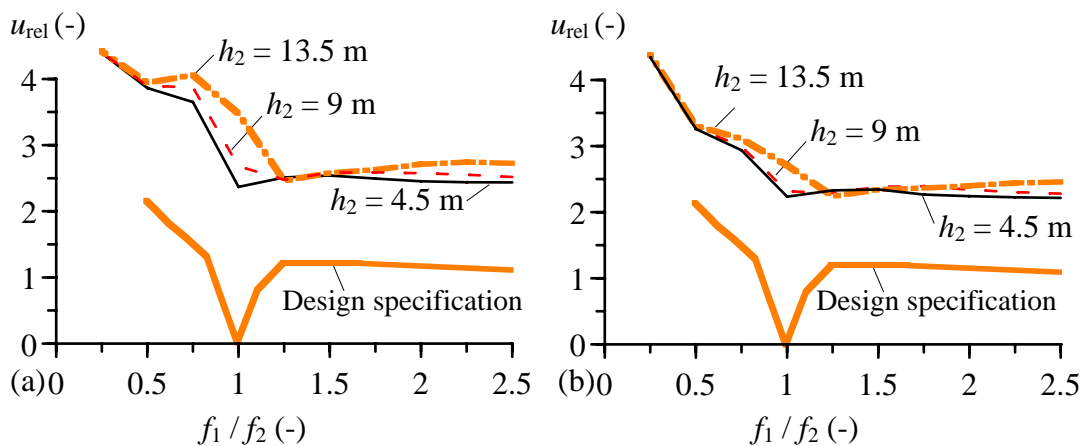 u_rel (-)
h_2 = 13.5 m
h_2 = 9 m
h_2 = 4.5 m
Design specification
4
3
2
1
0
0
0.5
1
1.5
2
2.5
(a)
f_1 / f_2 (-)
u_rel (-)
h_2 = 13.5 m
h_2 = 9 m
h_2 = 4.5 m
Design specification
4
3
2
1
0
0
0.5
1
1.5
2
2.5
(b)
f_1 / f_2 (-)